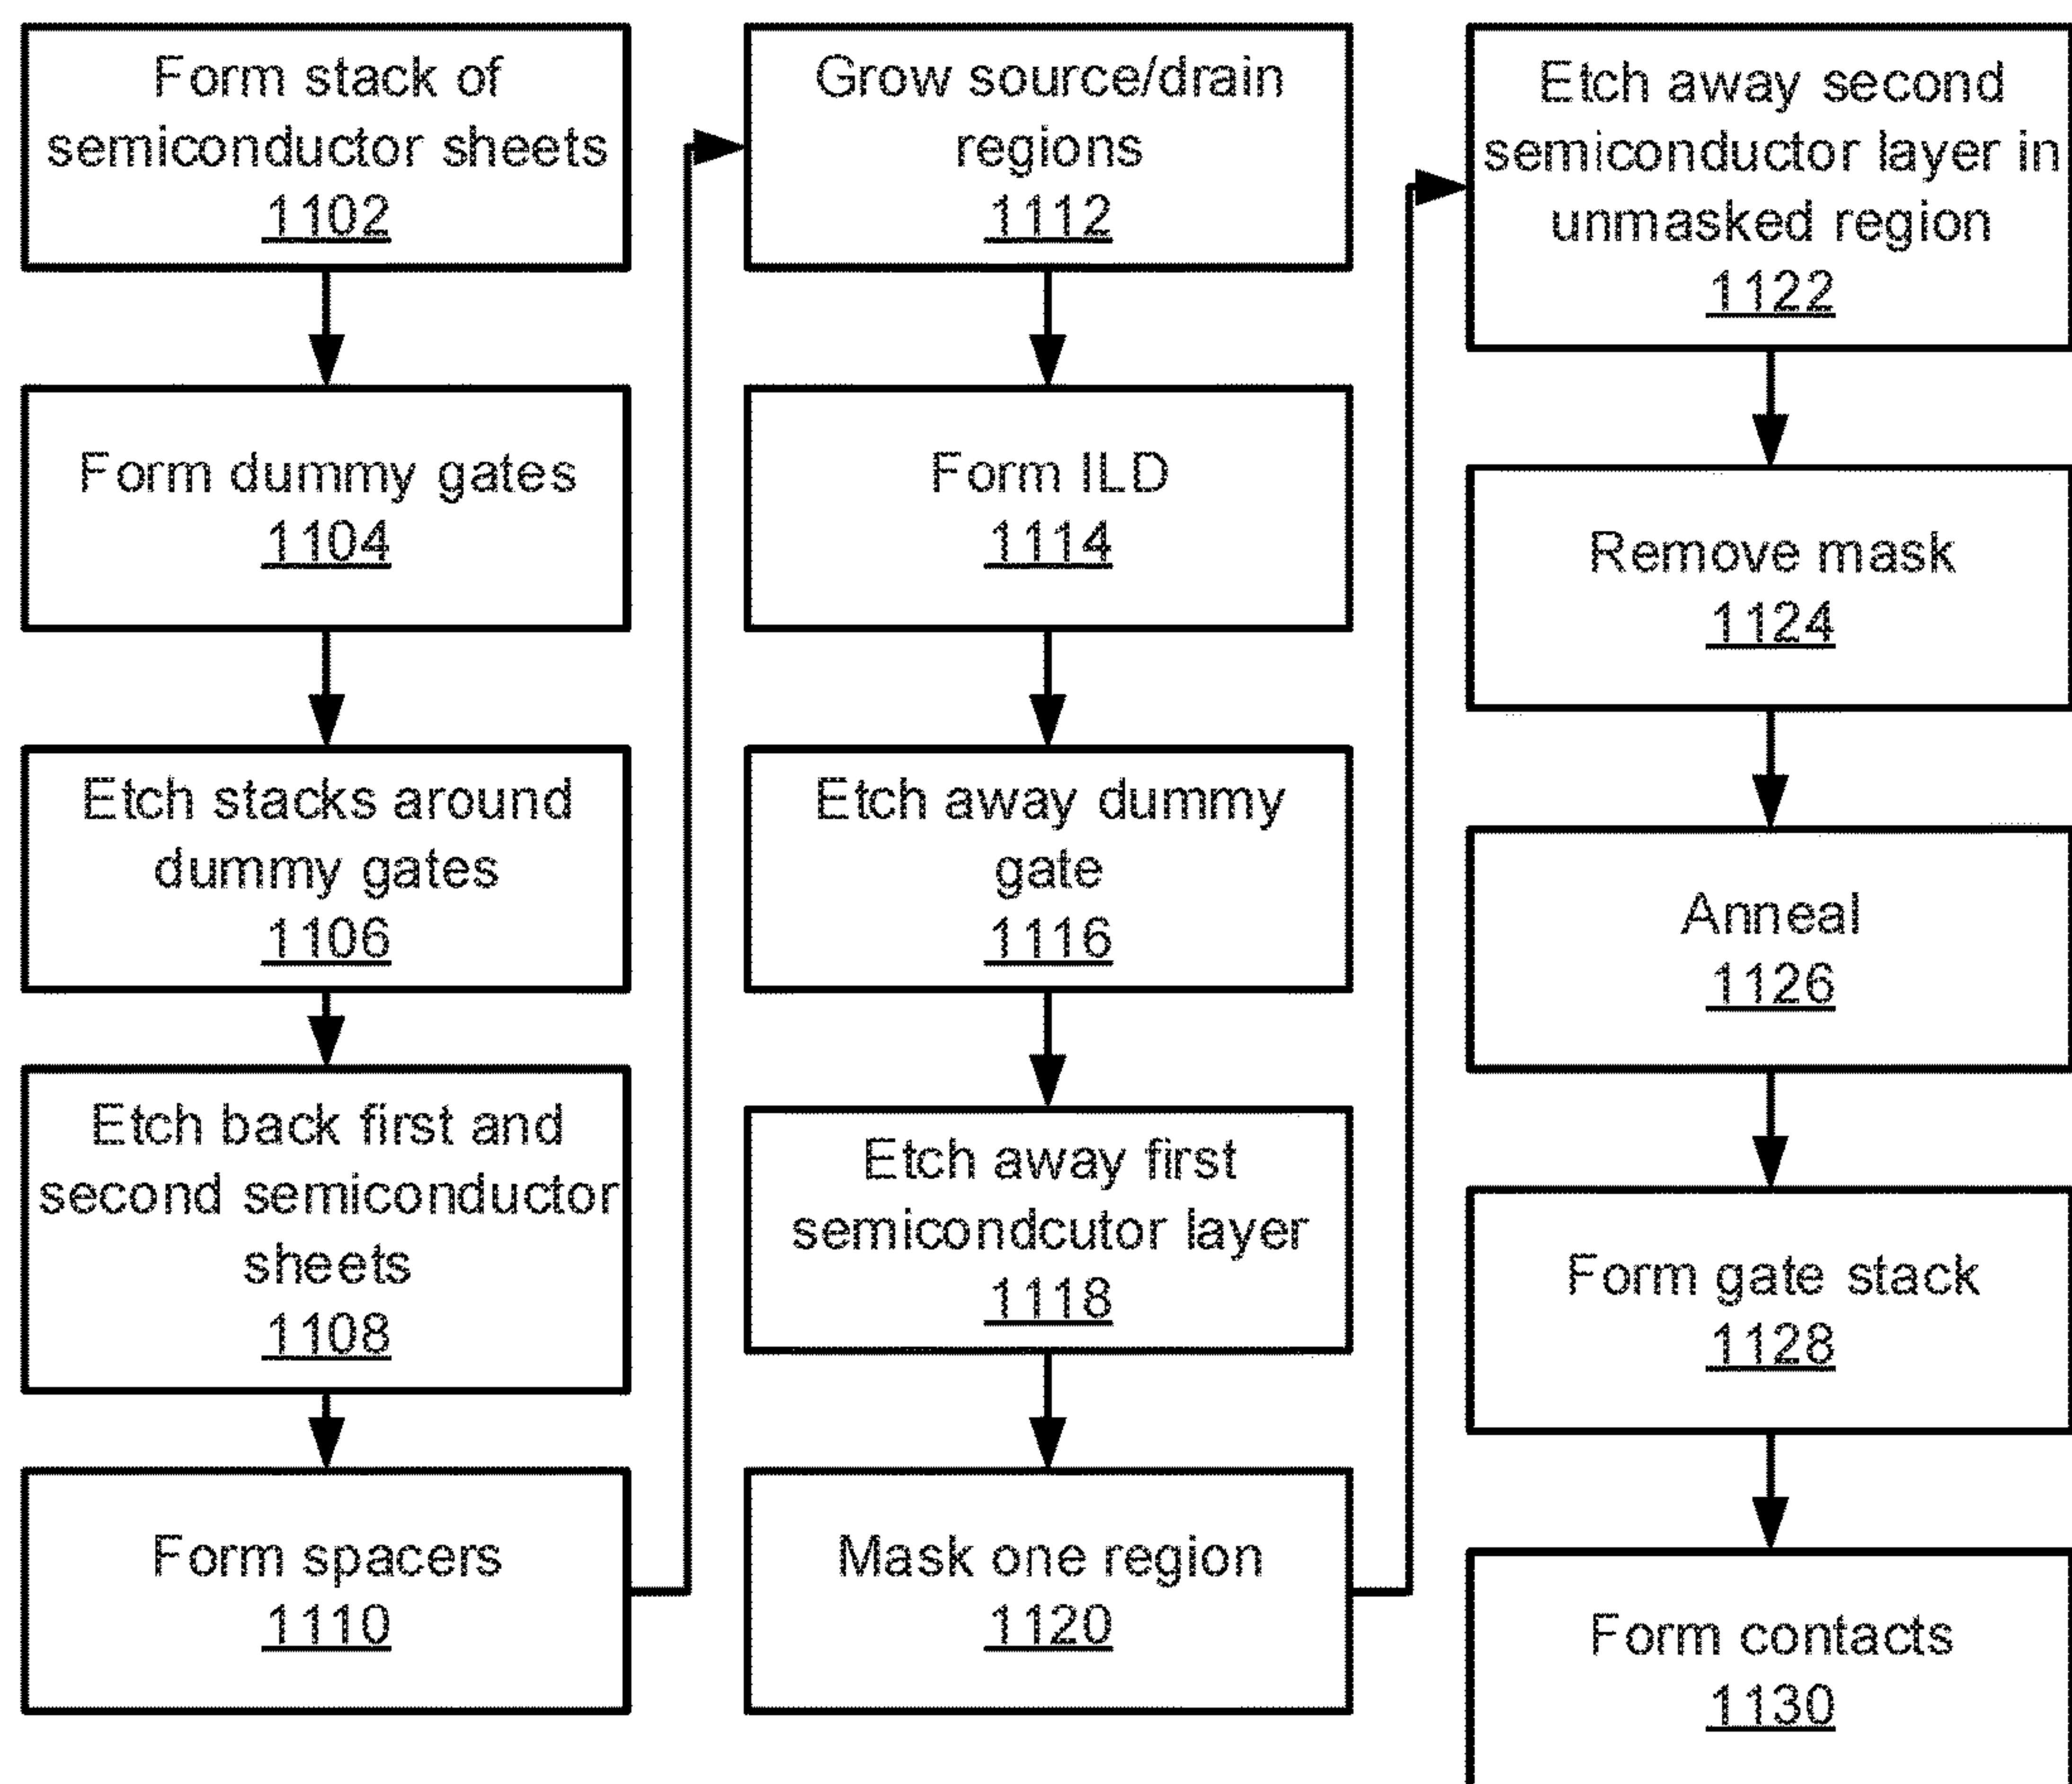 Form stack of
semiconductor sheets
1102
Form dummy gates
1104
Etch stacks around
dummy gates
1106
Etch back first and
second semiconductor
sheets
1108
Form spacers
1110
Grow source/drain
regions
1112
Form ILD
1114
Etch away dummy
gate
1116
Etch away first
semicondcutor layer
1118
Mask one region
1120
Etch away second
semiconductor layer in
unmasked region
1122
Remove mask
1124
Anneal
1126
Form gate stack
1128
Form contacts
1130